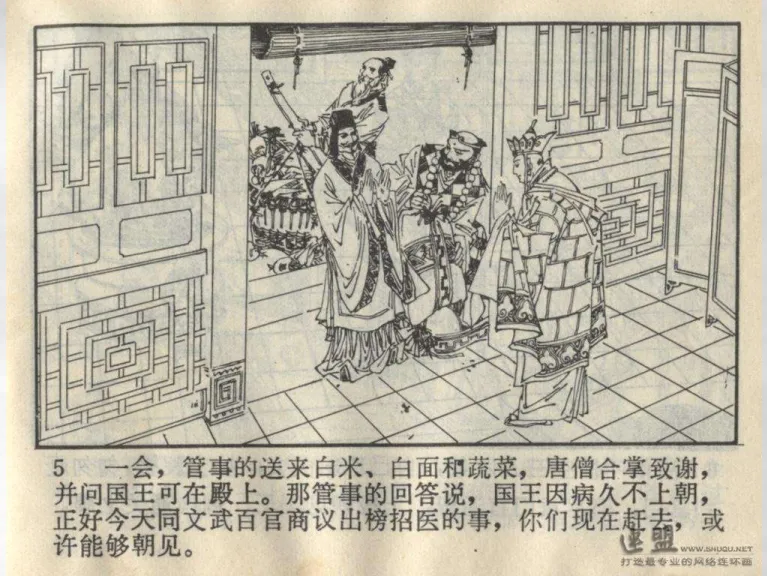 5 一会，管事的送来白米、白面和蔬菜，唐僧合掌致谢，
并问国王可在殿上。那管事的回答说，国王因病久不上朝，
正好今天同文武百官商议出榜招医的事，你们现在赶去，或
许能够朝见。
连盟 WWW.SHUQU.NET
打造最专业的网络连环画